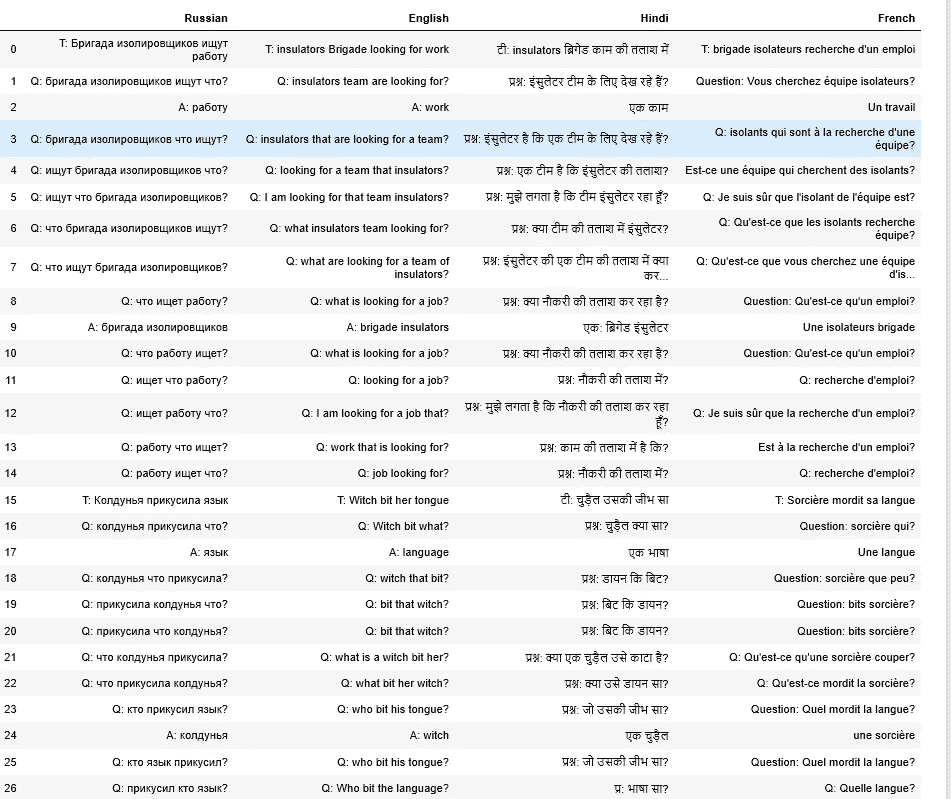 Russian English Hindi French
0 T: Бригада изолировщиков ищут работу T: insulators Brigade looking for work टी: insulators ब्रिगेड काम की तलाश में T: brigade isolateurs recherche d'un emploi
1 Q: бригада изолировщиков ищут что? Q: insulators team are looking for? प्रश्न: इंसुलेटर टीम के लिए देख रहे हैं? Question: Vous cherchez équipe isolateurs?
2 A: работу A: work एक काम Un travail
3 Q: бригада изолировщиков что ищут? Q: insulators that are looking for a team? प्रश्न: इंसुलेटर है कि एक टीम के लिए देख रहे हैं? Q: isolants qui sont à la recherche d'une équipe?
4 Q: ищут бригада изолировщиков что? Q: looking for a team that insulators? प्रश्न: एक टीम है कि इंसुलेटर की तलाश? Est-ce une équipe qui cherchent des isolants?
5 Q: ищут что бригада изолировщиков? Q: I am looking for that team insulators? प्रश्न: मुझे लगता है कि टीम इंसुलेटर रहा हूँ? Q: Je suis sûr que l'isolant de l'équipe est?
6 Q: что бригада изолировщиков ищут? Q: what insulators team looking for? प्रश्न: क्या टीम की तलाश में इंसुलेटर? Q: Qu'est-ce que les isolants recherche équipe?
7 Q: что ищут бригада изолировщиков? Q: what are looking for a team of insulators? प्रश्न: इंसुलेटर की एक टीम की तलाश में क्या कर... Q: Qu'est-ce que vous cherchez une équipe d'is...
8 Q: что ищет работу? Q: what is looking for a job? प्रश्न: क्या नौकरी की तलाश कर रहा है? Question: Qu'est-ce qu'un emploi?
9 A: бригада изолировщиков A: brigade insulators एक: ब्रिगेड इंसुलेटर Une isolateurs brigade
10 Q: что работу ищет? Q: what is looking for a job? प्रश्न: क्या नौकरी की तलाश कर रहा है? Question: Qu'est-ce qu'un emploi?
11 Q: ищет что работу? Q: looking for a job? प्रश्न: नौकरी की तलाश में? Q: recherche d'emploi?
12 Q: ищет работу что? Q: I am looking for a job that? प्रश्न: मुझे लगता है कि नौकरी की तलाश कर रहा हूँ? Q: Je suis sûr que la recherche d'un emploi?
13 Q: работу что ищет? Q: work that is looking for? प्रश्न: काम की तलाश में है कि? Est à la recherche d'un emploi?
14 Q: работу ищет что? Q: job looking for? प्रश्न: नौकरी की तलाश में? Q: recherche d'emploi?
15 T: Колдунья прикусила язык T: Witch bit her tongue टी: चुड़ैल उसकी जीभ सा T: Sorcière mordit sa langue
16 Q: колдунья прикусила что? Q: Witch bit what? प्रश्न: चुड़ैल क्या सा? Question: sorcière qui?
17 A: язык A: language एक भाषा Une langue
18 Q: колдунья что прикусила? Q: witch that bit? प्रश्न: डायन कि बिट? Question: sorcière que peu?
19 Q: прикусила колдунья что? Q: bit that witch? प्रश्न: बिट कि डायन? Question: bits sorcière?
20 Q: прикусила что колдунья? Q: bit that witch? प्रश्न: बिट कि डायन? Question: bits sorcière?
21 Q: что колдунья прикусила? Q: what is a witch bit her? प्रश्न: क्या एक चुड़ैल उसे काटा है? Q: Qu'est-ce qu'une sorcière couper?
22 Q: что прикусила колдунья? Q: what bit her witch? प्रश्न: क्या उसे डायन सा? Q: Qu'est-ce mordit la sorcière?
23 Q: кто прикусил язык? Q: who bit his tongue? प्रश्न: जो उसकी जीभ सा? Question: Quel mordit la langue?
24 A: колдунья A: witch एक चुड़ैल une sorcière
25 Q: кто язык прикусил? Q: who bit his tongue? प्रश्न: जो उसकी जीभ सा? Question: Quel mordit la langue?
26 Q: прикусил кто язык? Q: Who bit the language? प्र: भाषा सा? Q: Quelle langue?